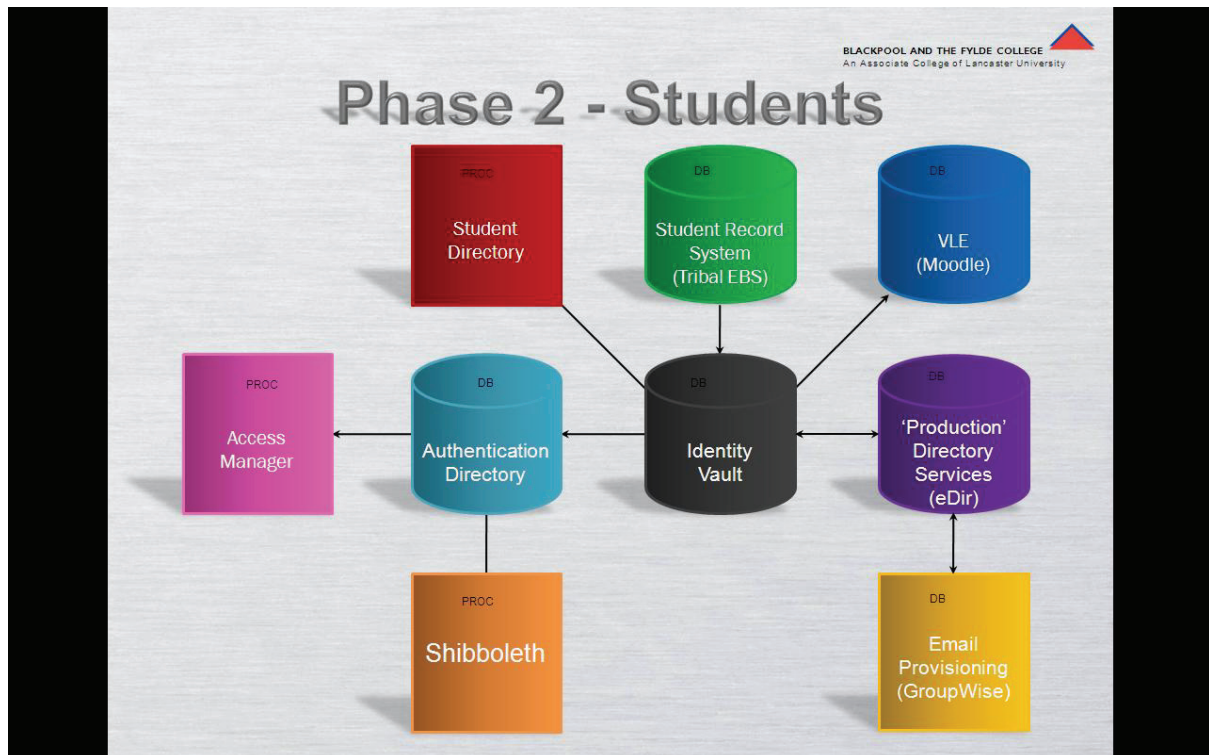 BLACKPOOL AND THE FYLDE COLLEGE
An Associate College of Lancaster University
Phase 2 - Students
PROC
Student
Directory
DB
Student Record
System
(Tribal EBS)
DB
VLE
(Moodle)
PROC
Access
Manager
DB
Authentication
Directory
DB
Identity
Vault
DB
‘Production’
Directory
Services
(eDir)
PROC
Shibboleth
DB
Email
Provisioning
(GroupWise)